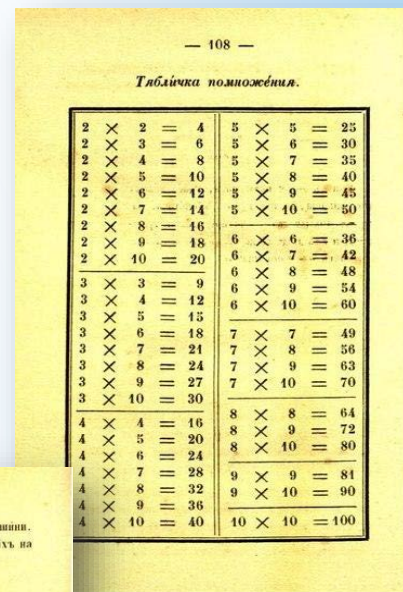 — 108 —
Тябли́чка помноже́ния.
2 × 2 = 4
2 × 3 = 6
2 × 4 = 8
2 × 5 = 10
2 × 6 = 12
2 × 7 = 14
2 × 8 = 16
2 × 9 = 18
2 × 10 = 20
3 × 3 = 9
3 × 4 = 12
3 × 5 = 15
3 × 6 = 18
3 × 7 = 21
3 × 8 = 24
3 × 9 = 27
3 × 10 = 30
4 × 4 = 16
4 × 5 = 20
4 × 6 = 24
4 × 7 = 28
4 × 8 = 32
4 × 9 = 36
4 × 10 = 40
5 × 5 = 25
5 × 6 = 30
5 × 7 = 35
5 × 8 = 40
5 × 9 = 45
5 × 10 = 50
6 × 6 = 36
6 × 7 = 42
6 × 8 = 48
6 × 9 = 54
6 × 10 = 60
7 × 7 = 49
7 × 8 = 56
7 × 9 = 63
7 × 10 = 70
8 × 8 = 64
8 × 9 = 72
8 × 10 = 80
9 × 9 = 81
9 × 10 = 90
10 × 10 = 100
на